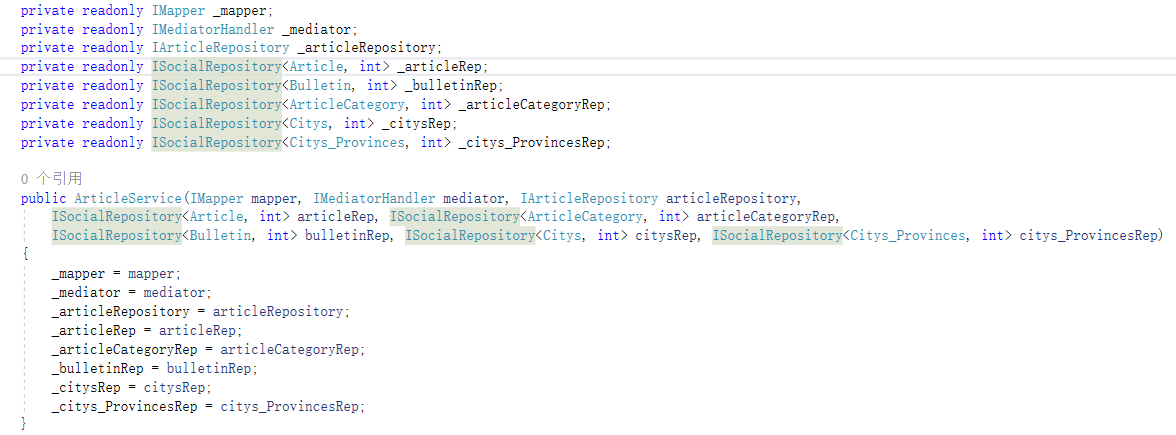 private readonly IMapper _mapper;
private readonly IMediatorHandler _mediator;
private readonly IArticleRepository _articleRepository;
private readonly ISocialRepository<Article, int> _articleRep;
private readonly ISocialRepository<Bulletin, int> _bulletinRep;
private readonly ISocialRepository<ArticleCategory, int> _articleCategoryRep;
private readonly ISocialRepository<Citys, int> _citysRep;
private readonly ISocialRepository<Citys_Provinces, int> _citys_ProvincesRep;
0 个引用
public ArticleService(IMapper mapper, IMediatorHandler mediator, IArticleRepository articleRepository,
ISocialRepository<Article, int> articleRep, ISocialRepository<ArticleCategory, int> articleCategoryRep,
ISocialRepository<Bulletin, int> bulletinRep, ISocialRepository<Citys, int> citysRep, ISocialRepository<Citys_Provinces, int> citys_ProvincesRep)
{
_mapper = mapper;
_mediator = mediator;
_articleRepository = articleRepository;
_articleRep = articleRep;
_articleCategoryRep = articleCategoryRep;
_bulletinRep = bulletinRep;
_citysRep = citysRep;
_citys_ProvincesRep = citys_ProvincesRep;
}